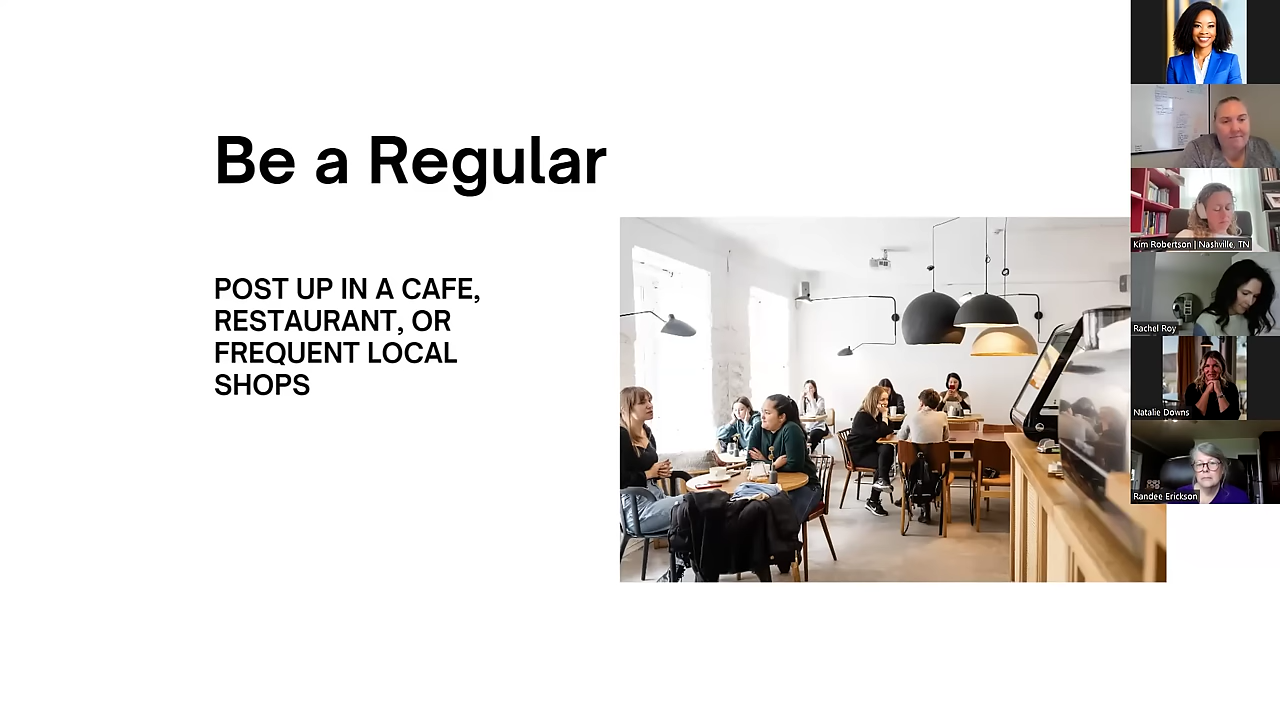 Be a Regular
POST UP IN A CAFE,
RESTAURANT, OR
FREQUENT LOCAL
SHOPS
Kim Robertson | Nashville, TN
Rachel Roy
Natalie Downs
Randee Erickson